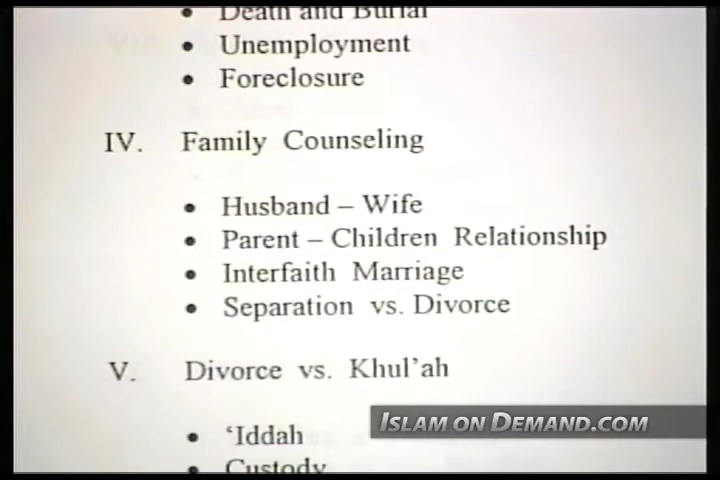 • Death and Burial
• Unemployment
• Foreclosure
IV. Family Counseling
• Husband – Wife
• Parent – Children Relationship
• Interfaith Marriage
• Separation vs. Divorce
V. Divorce vs. Khul’ah
• ‘Iddah
• Custody
ISLAM ON DEMAND.COM